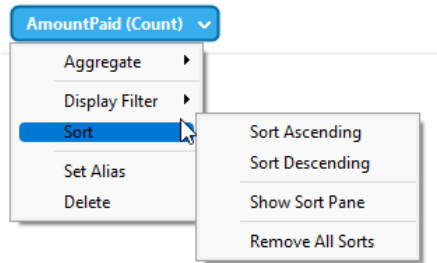 AmountPaid (Count)
Aggregate
Display Filter
Sort
Set Alias
Delete
Sort Ascending
Sort Descending
Show Sort Pane
Remove All Sorts